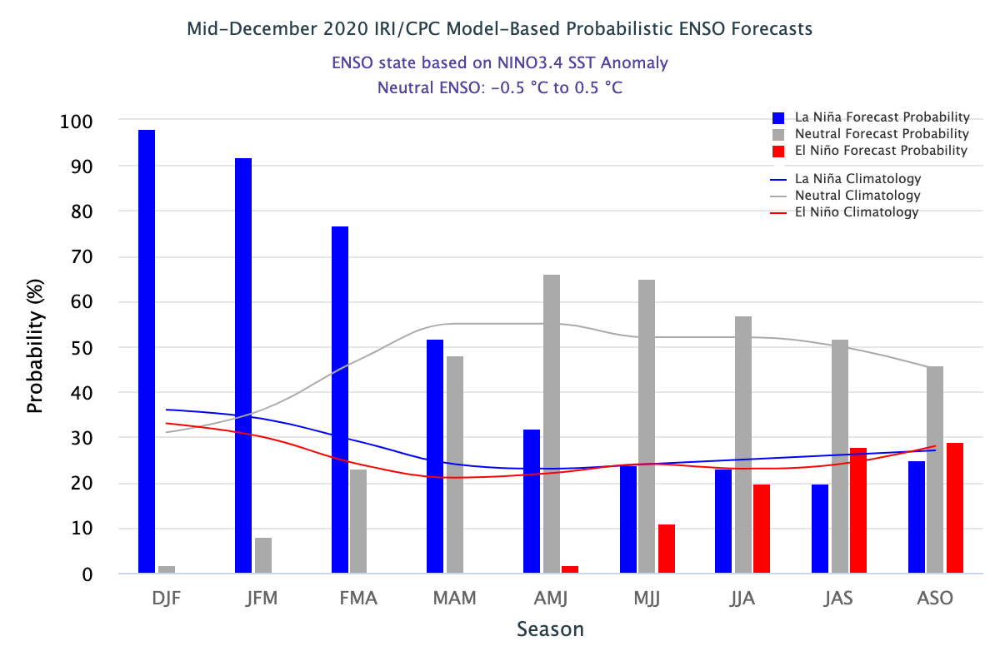 Mid-December 2020 IRI/CPC Model-Based Probabilistic ENSO Forecasts
ENSO state based on NINO3.4 SST Anomaly
Neutral ENSO: -0.5 °C to 0.5 °C
La Niña Forecast Probability
Neutral Forecast Probability
El Niño Forecast Probability
La Niña Climatology
Neutral Climatology
El Niño Climatology
Probability (%)
100
90
80
70
60
50
40
30
20
10
0
DJF JFM FMA MAM AMJ MJJ JJA JAS ASO
Season